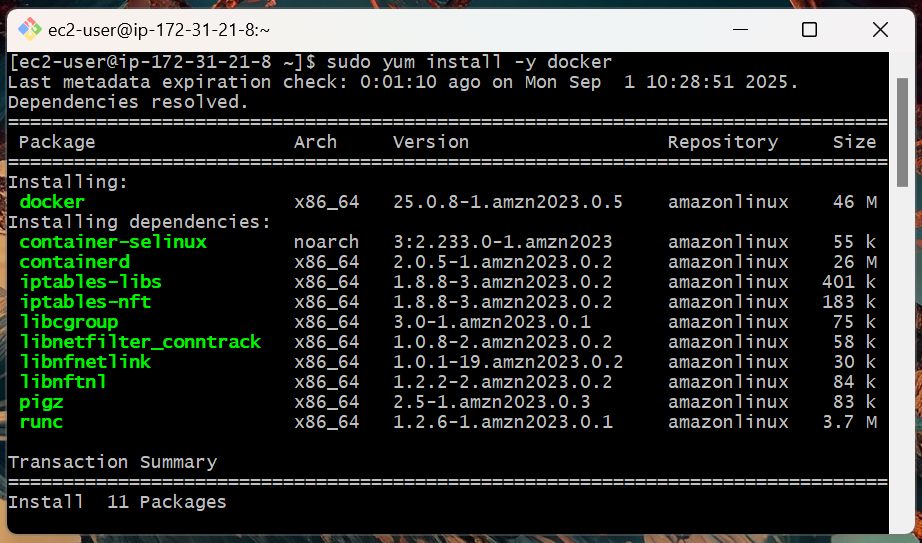 ec2-user@ip-172-31-21-8:~
[ec2-user@ip-172-31-21-8 ~]$ sudo yum install -y docker
Last metadata expiration check: 0:01:10 ago on Mon Sep  1 10:28:51 2025.
Dependencies resolved.
================================================================================
 Package                  Arch     Version                  Repository     Size
================================================================================
Installing:
 docker                   x86_64   25.0.8-1.amzn2023.0.5    amazonlinux    46 M
Installing dependencies:
 container-selinux        noarch   3:2.233.0-1.amzn2023     amazonlinux    55 k
 containerd               x86_64   2.0.5-1.amzn2023.0.2     amazonlinux    26 M
 iptables-libs            x86_64   1.8.8-3.amzn2023.0.2     amazonlinux   401 k
 iptables-nft             x86_64   1.8.8-3.amzn2023.0.2     amazonlinux   183 k
 libcgroup                x86_64   3.0-1.amzn2023.0.1       amazonlinux    75 k
 libnetfilter_conntrack   x86_64   1.0.8-2.amzn2023.0.2     amazonlinux    58 k
 libnfnetlink             x86_64   1.0.1-19.amzn2023.0.2    amazonlinux    30 k
 libnftnl                 x86_64   1.2.2-2.amzn2023.0.2     amazonlinux    84 k
 pigz                     x86_64   2.5-1.amzn2023.0.3       amazonlinux    83 k
 runc                     x86_64   1.2.6-1.amzn2023.0.1     amazonlinux   3.7 M
Transaction Summary
================================================================================
Install  11 Packages